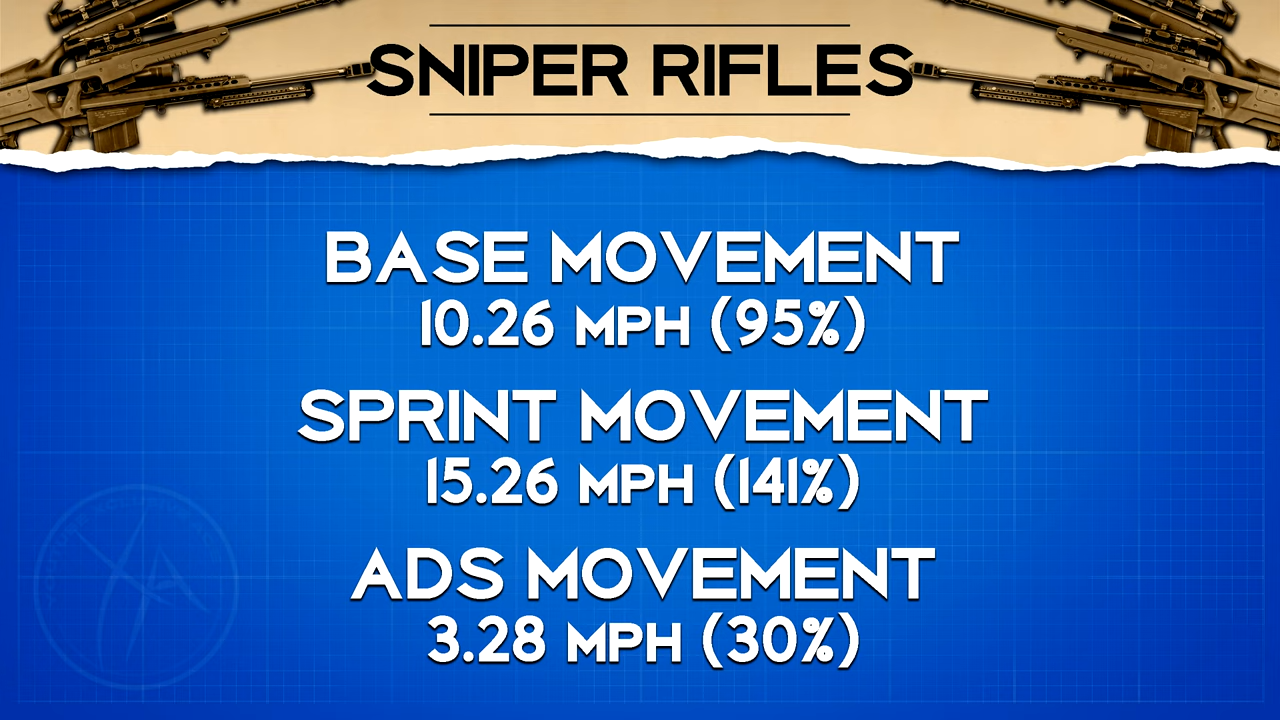 SNIPER RIFLES
BASE MOVEMENT
10.26 MPH (95%)
SPRINT MOVEMENT
15.26 MPH (141%)
ADS MOVEMENT
3.28 MPH (30%)